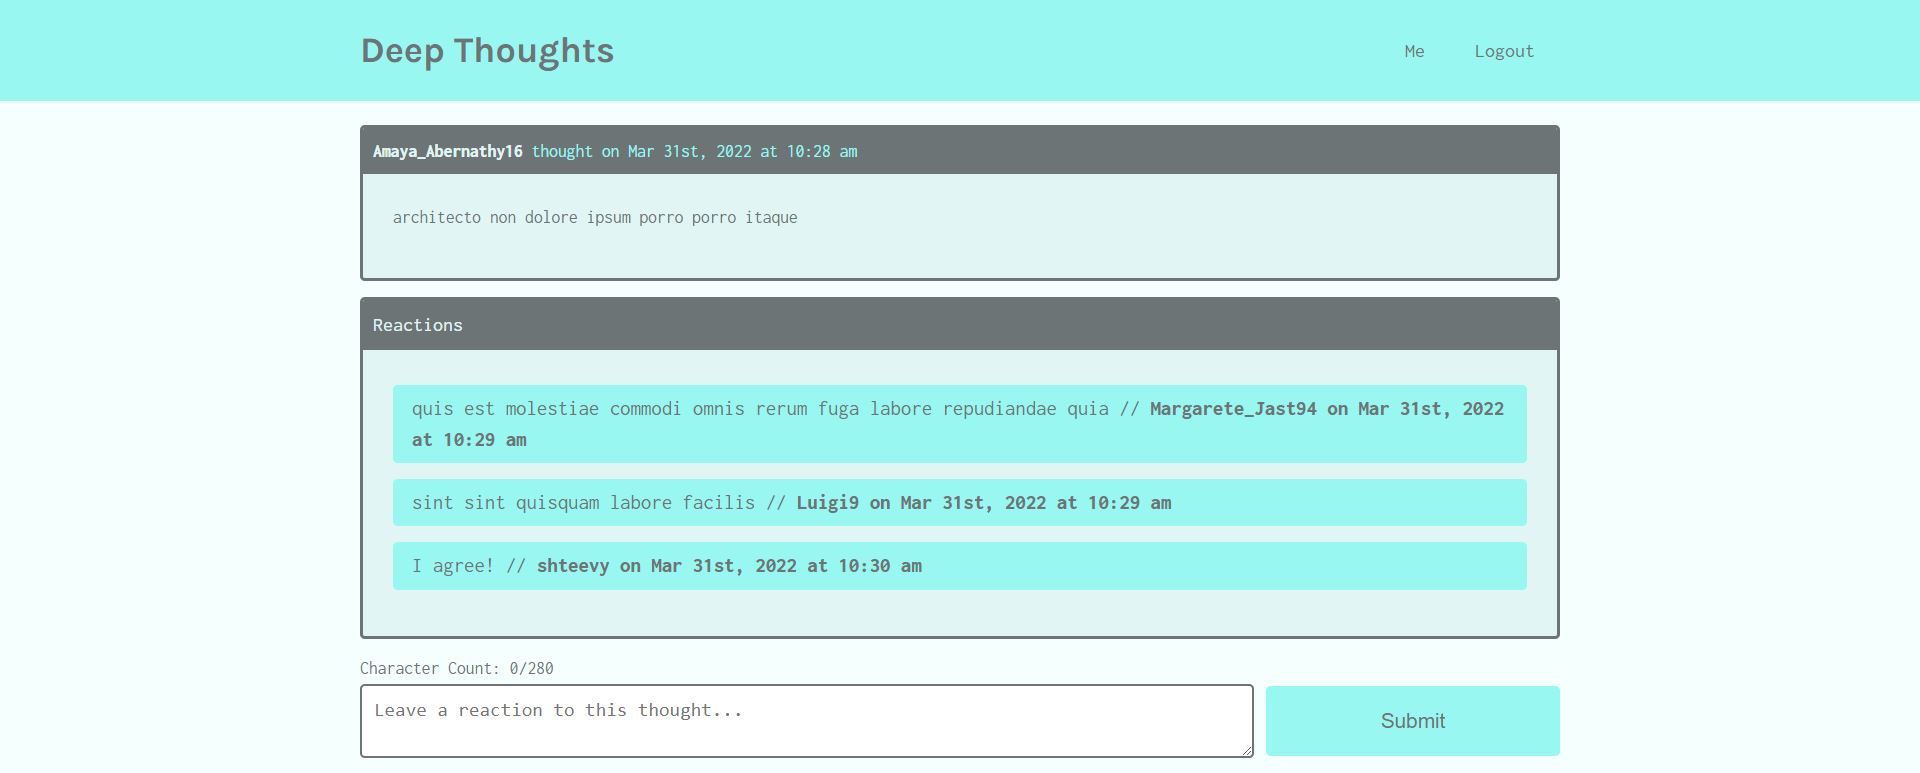 Deep Thoughts
Me
Logout
Amaya_Abernathy16 thought on Mar 31st, 2022 at 10:28 am
architecto non dolore ipsum porro porro itaque
Reactions
quis est molestiae commodi omnis rerum fuga labore repudiandae quia // Margarete_Jast94 on Mar 31st, 2022
at 10:29 am
sint sint quisquam labore facilis // Luigi9 on Mar 31st, 2022 at 10:29 am
I agree! // shteevy on Mar 31st, 2022 at 10:30 am
Character Count: 0/280
Leave a reaction to this thought...
Submit